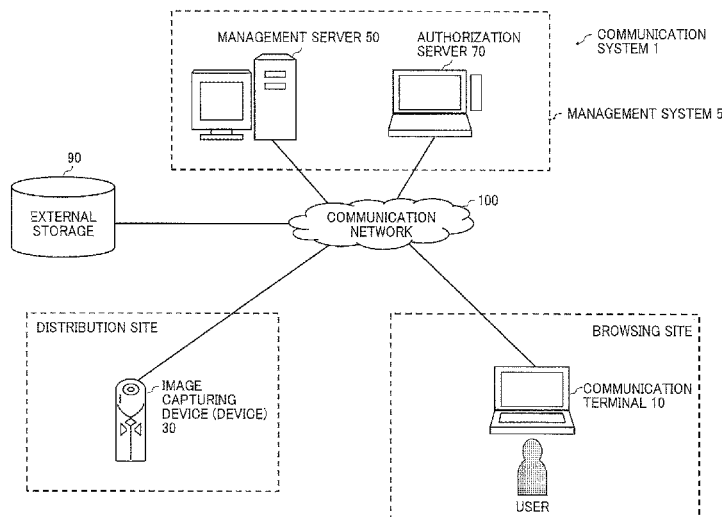 MANAGEMENT SERVER 50
AUTHORIZATION
SERVER 70
COMMUNICATION
SYSTEM 1
MANAGEMENT SYSTEM 5
90
EXTERNAL
STORAGE
100
COMMUNICATION
NETWORK
DISTRIBUTION SITE
IMAGE
CAPTURING
DEVICE (DEVICE)
30
BROWSING SITE
COMMUNICATION
TERMINAL 10
USER